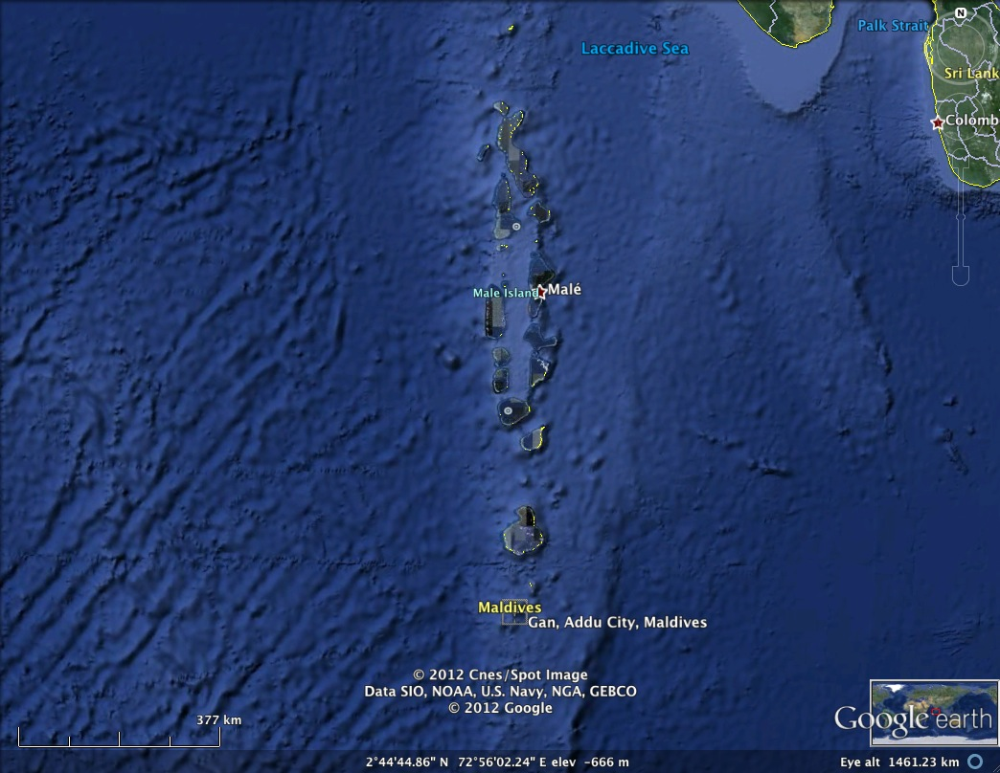 N
Palk Strait
Laccadive Sea
Sri Lank
Colomb
Male Island
Malé
Maldives
Gan, Addu City, Maldives
© 2012 Cnes/Spot Image
Data SIO, NOAA, U.S. Navy, NGA, GEBCO
© 2012 Google
377 km
Google earth
2°44'44.86" N 72°56'02.24" E elev -666 m
Eye alt 1461.23 km